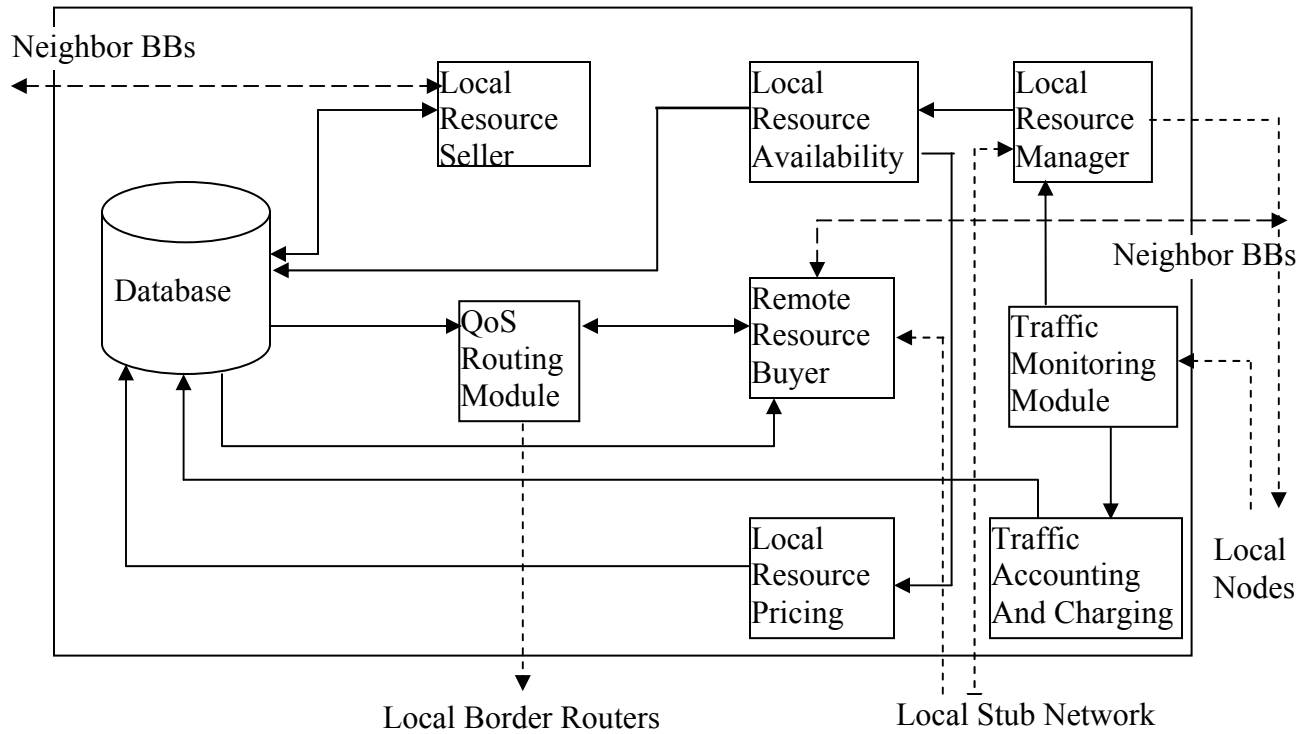 Neighbor BBs
Local
Resource
Seller
Local
Resource
Availability
Local
Resource
Manager
Neighbor BBs
Database
QoS
Routing
Module
Remote
Resource
Buyer
Traffic
Monitoring
Module
Local
Resource
Pricing
Traffic
Accounting
And Charging
Local
Nodes
Local Border Routers
Local Stub Network